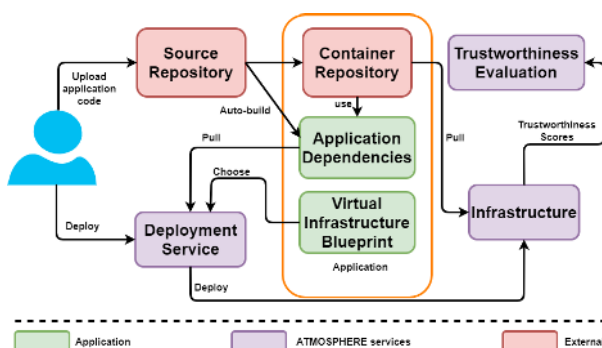 Upload
application
code
Source
Repository
Container
Repository
Trustworthiness
Evaluation
Auto-build
use
Trustworthiness
Scores
Pull
Application
Dependencies
Pull
Choose
Virtual
Infrastructure
Blueprint
Infrastructure
Deploy
Deployment
Service
Application
Deploy
Application
ATMOSPHERE services
External